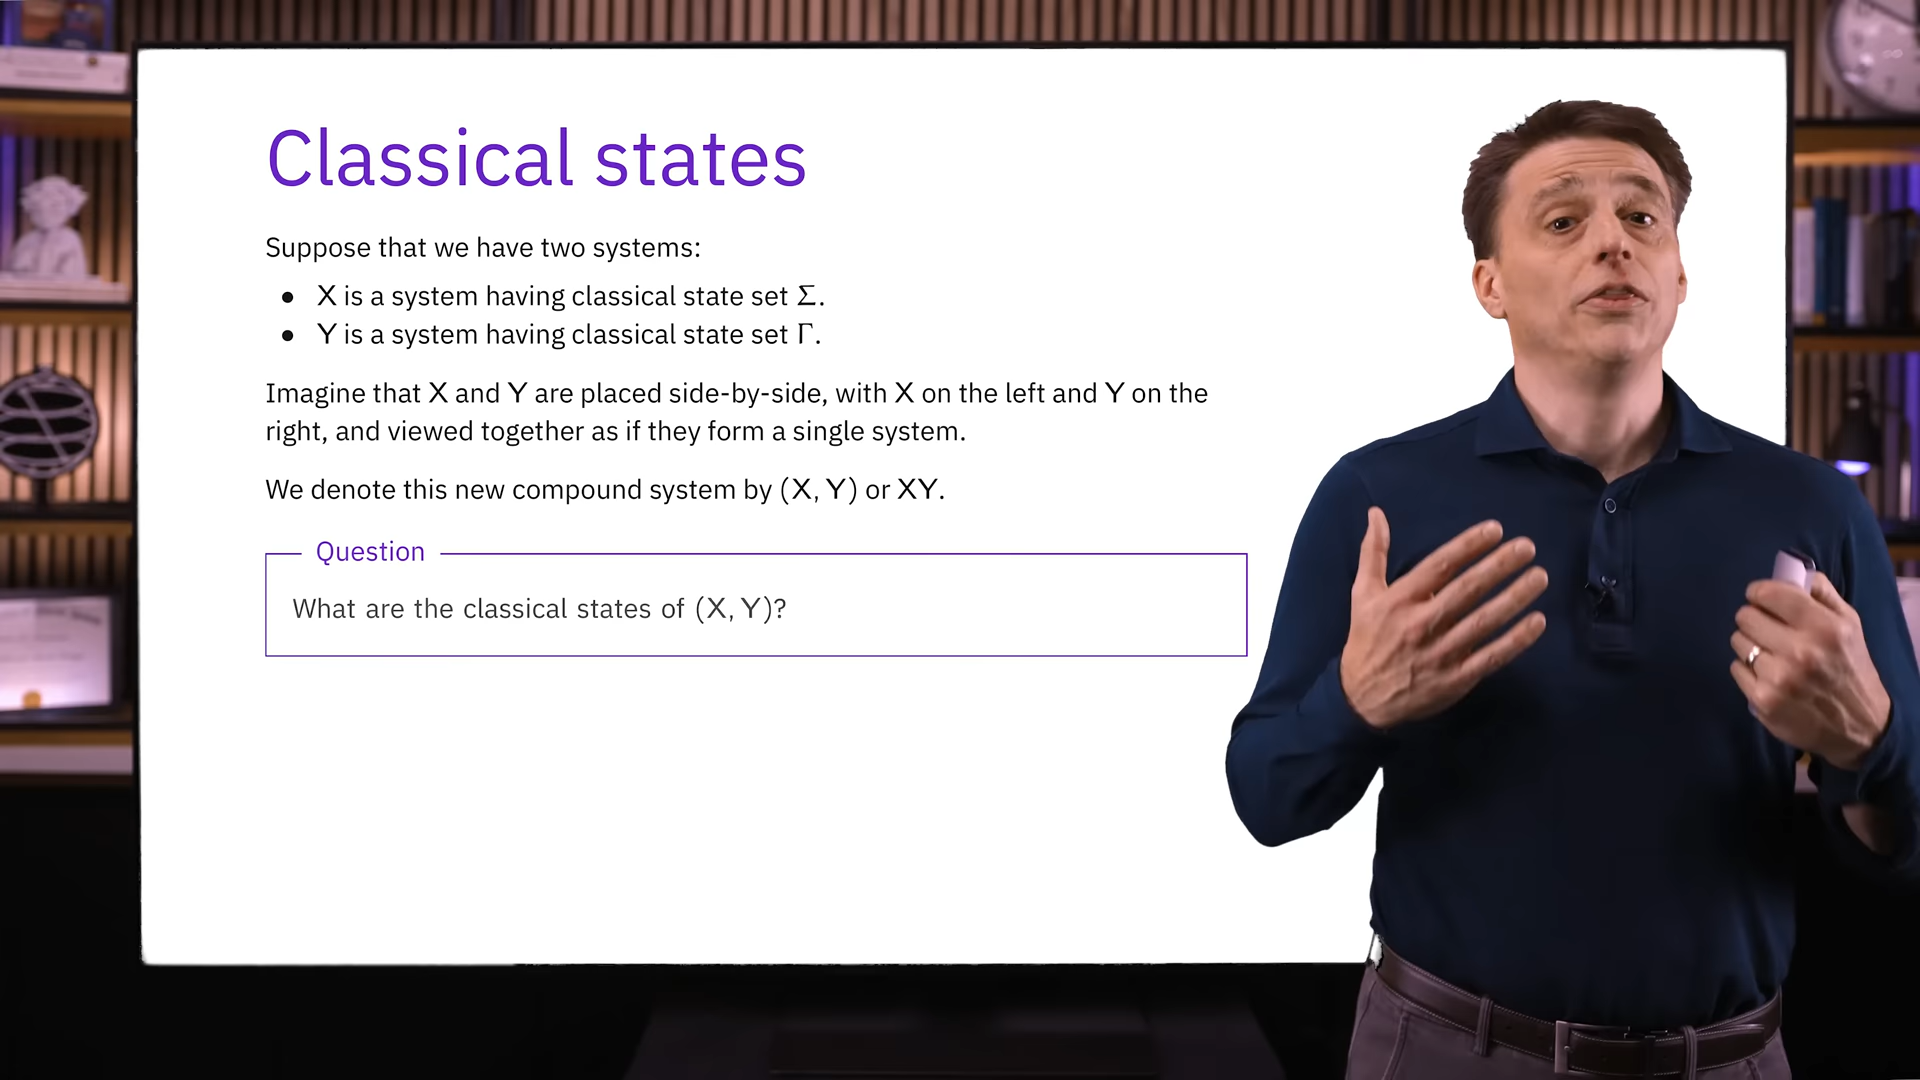 Classical states
Suppose that we have two systems:
● X is a system having classical state set Σ.
● Y is a system having classical state set Γ.
Imagine that X and Y are placed side-by-side, with X on the left and Y on the
right, and viewed together as if they form a single system.
We denote this new compound system by (X, Y) or XY.
Question
What are the classical states of (X, Y)?